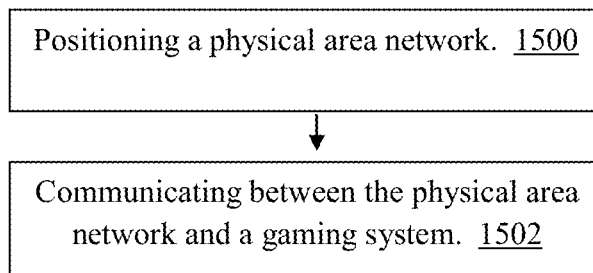 Positioning a physical area network. 1500
Communicating between the physical area
network and a gaming system. 1502